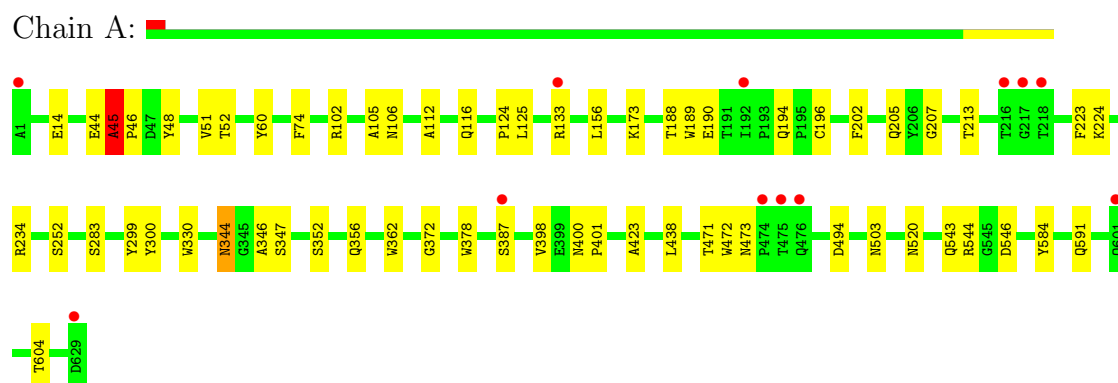 Chain A:
A1 E14 E44 A45 P46 D47 Y48 V51 T52 Y60 F74 R102 A105 N106 A112 Q116 P124 L125 R133 L156 K173 T188 W189 E190 T191 I192 P193 Q194 P195 C196 F202 Q205 Y206 G207 T213 T216 G217 T218 F223 K224
R234 S252 S283 Y299 Y300 W330 N344 G345 A346 S347 S352 Q356 W362 G372 W378 S387 V398 E399 N400 P401 A423 L438 T471 W472 N473 P474 T475 Q476 D494 N503 N520 Q543 R544 G545 D546 Y584 Q591
T604 D629